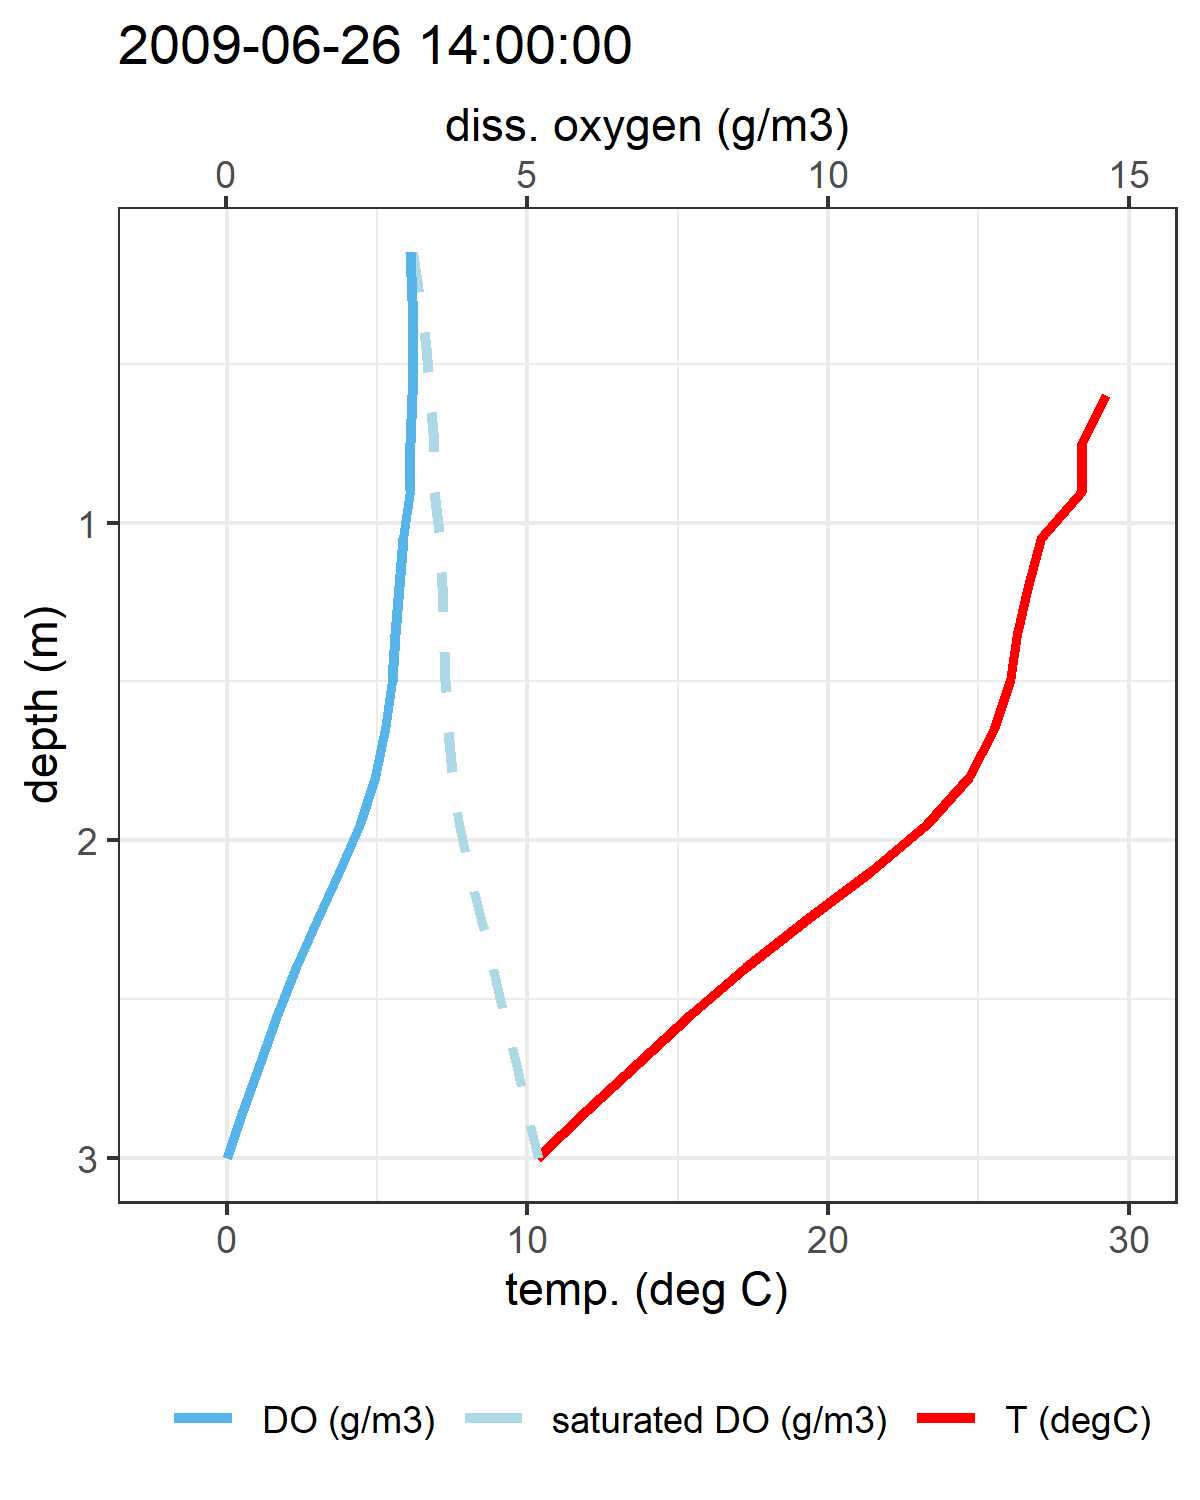 2009-06-26 14:00:00
diss. oxygen (g/m3)
0 5 10 15
depth (m)
1
2
3
0 10 20 30
temp. (deg C)
DO (g/m3) saturated DO (g/m3) T (degC)